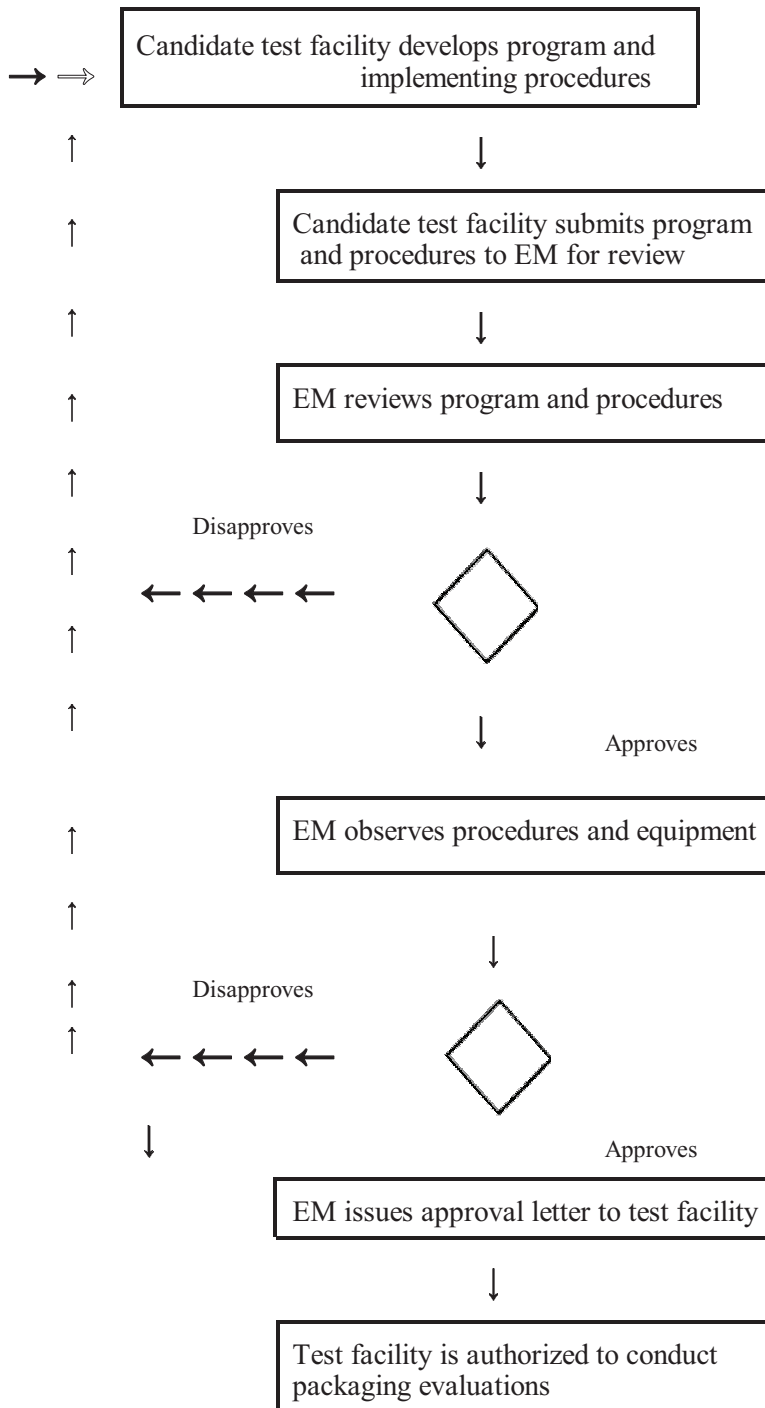 Candidate test facility develops program and
implementing procedures
Candidate test facility submits program
and procedures to EM for review
EM reviews program and procedures
Disapproves
Approves
EM observes procedures and equipment
Disapproves
Approves
EM issues approval letter to test facility
Test facility is authorized to conduct
packaging evaluations